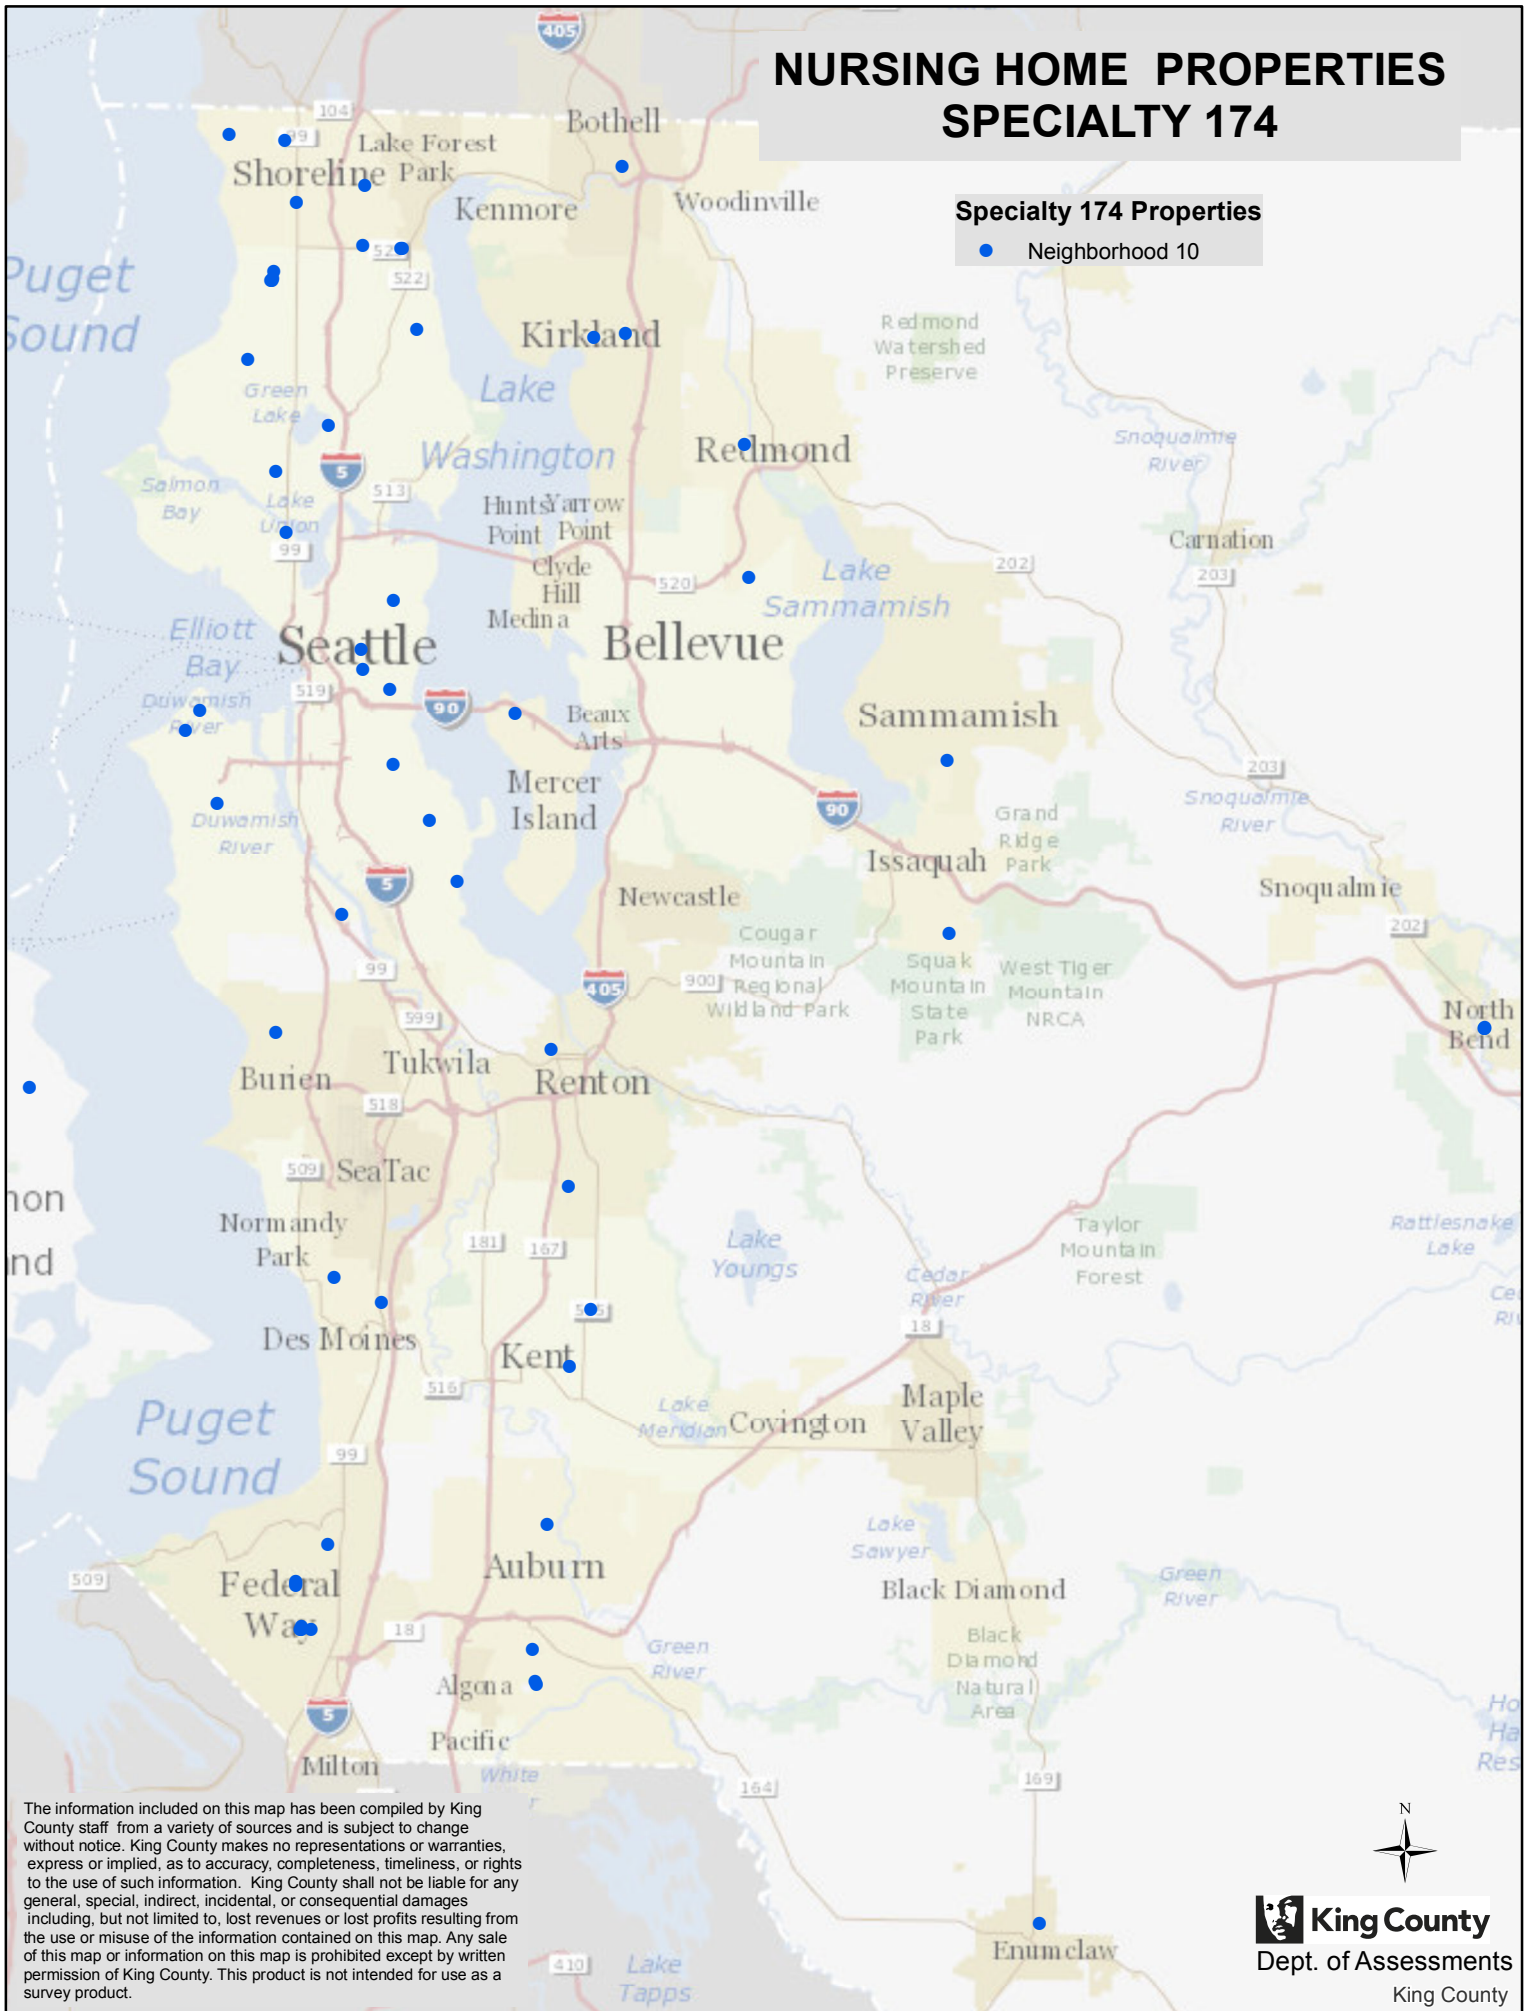 NURSING HOME PROPERTIES
SPECIALTY 174
Specialty 174 Properties
Neighborhood 10
405
104
99
Bothell
Lake Forest
Park
Shoreline
Kenmore
Woodinville
522
Puget
Sound
Kirkland
Redmond
Watershed
Preserve
Green
Lake
Lake
Washington
Redmond
Snoqualmie
River
5
Salmon
Bay
513
Lake
Union
Hunts
Point
Yarrow
Point
99
Clyde
Hill
Medina
520
202
Carnation
203
Lake
Sammamish
Elliott
Bay
Seattle
Bellevue
519
Duwamish
River
90
Beaux
Arts
Sammamish
Mercer
Island
203
Snoqualmie
River
90
Duwamish
River
Grand
Ridge
Park
Issaquah
5
Newcastle
Snoqualmie
202
Cougar
Mountain
Regional
Wildland Park
Squak
Mountain
State
Park
West Tiger
Mountain
NRCA
99
405
900
599
North
Bend
Tukwila
Burien
Renton
518
509
SeaTac
non
nd
Normandy
Park
181
167
Lake
Youngs
Taylor
Mountain
Forest
Rattlesnake
Lake
Cedar
River
18
Des Moines
Kent
516
Maple
Valley
Lake
Meridian
Covington
Puget
Sound
99
Lake
Sawyer
Auburn
509
Federal
Way
Black Diamond
Green
River
18
Black
Diamond
Natural
Area
Green
River
Algona
5
Pacific
Milton
White
164
169
Ho
Ha
Res
The information included on this map has been compiled by King
County staff from a variety of sources and is subject to change
without notice. King County makes no representations or warranties,
express or implied, as to accuracy, completeness, timeliness, or rights
to the use of such information. King County shall not be liable for any
general, special, indirect, incidental, or consequential damages
including, but not limited to, lost revenues or lost profits resulting from
the use or misuse of the information contained on this map. Any sale
of this map or information on this map is prohibited except by written
permission of King County. This product is not intended for use as a
survey product.
410
Lake
Tapps
Enumclaw
N
King County
Dept. of Assessments
King County